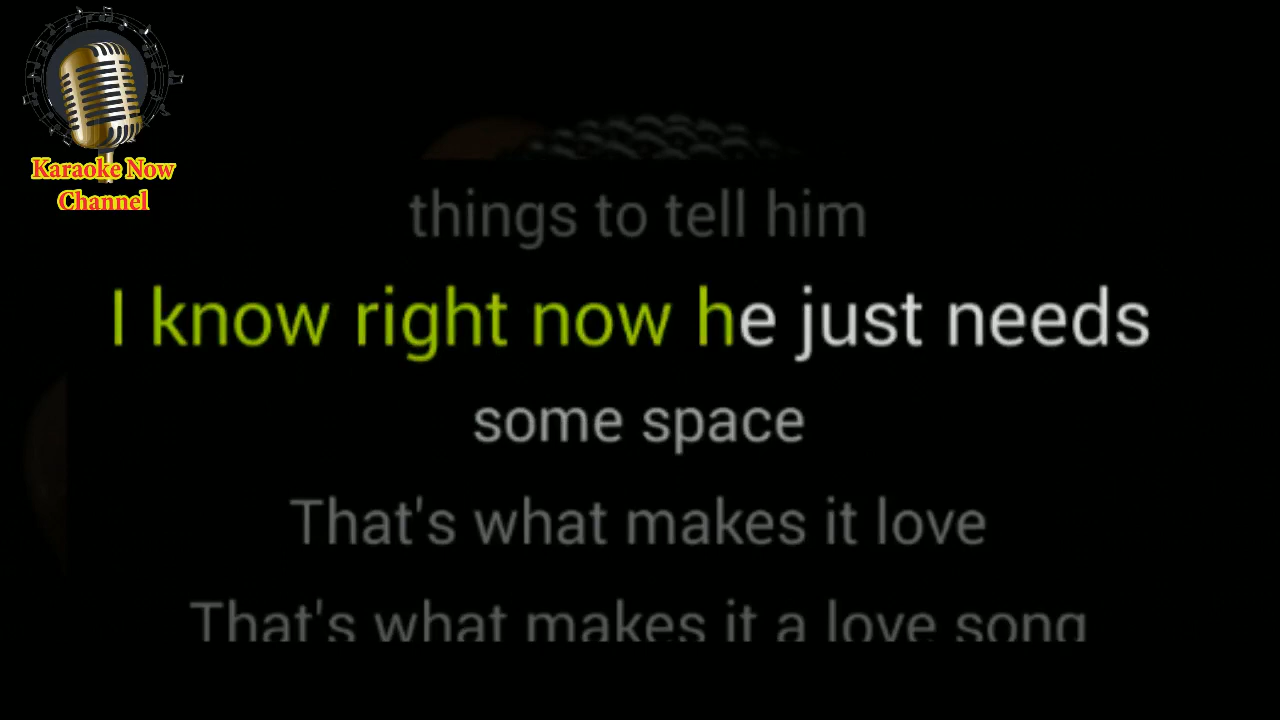 Karaoke Now
Channel
things to tell him
I know right now he just needs
some space
That's what makes it love
That's what makes it a love song